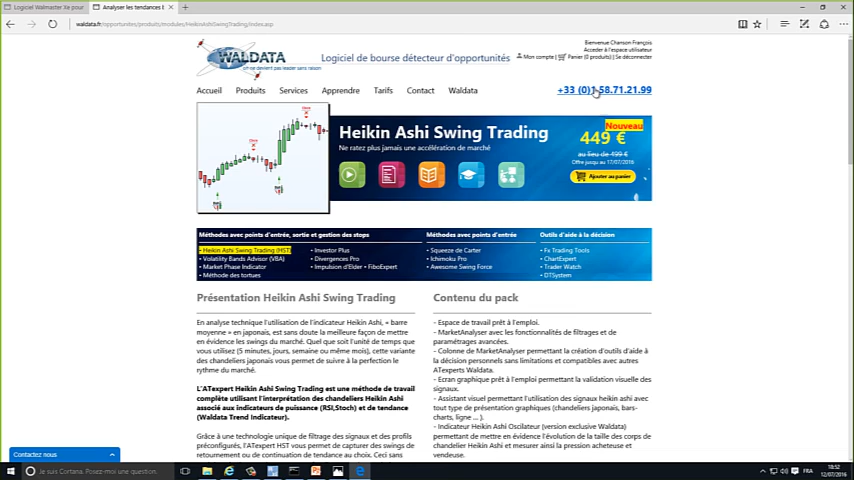 Logiciel Walmaster Xe pour
Analyser les tendances b
waldata.fr/opportunites/produits/modules/HeikinAshiSwingTrading/index.asp
WALDATA
on ne devient pas leader sans raison
Logiciel de bourse détecteur d'opportunités
Bienvenue Chanson François
Accéder à l'espace utilisateur
Mon compte | Panier (0 produits) | Se déconnecter
Accueil Produits Services Apprendre Tarifs Contact Waldata
+33 (0)1.58.71.21.99
Heikin Ashi Swing Trading
Ne ratez plus jamais une accélération de marché
Nouveau
449 €
au lieu de 499 €
Offre jusqu au 17/07/2016
Ajouter au panier
Méthodes avec points d'entrée, sortie et gestion des stops
• Heikin Ashi Swing Trading (HST)
• Volatility Bands Advisor (VBA)
• Market Phase Indicator
• Méthode des tortues
• Investor Plus
• Divergences Pro
• Impulsion d'Elder • FiboExpert
Méthodes avec points d'entrée
• Squeeze de Carter
• Ichimoku Pro
• Awesome Swing Force
Outils d'aide à la décision
• Fx Trading Tools
• ChartExpert
• Trader Watch
• DTSystem
Présentation Heikin Ashi Swing Trading
En analyse technique l'utilisation de l'indicateur Heikin Ashi, « barre
moyenne » en japonais, est sans doute la meilleure façon de mettre
en évidence les swings du marché. Quel que soit l'unité de temps que
vous utilisez (5 minutes, jours, semaine ou même mois), cette variante
des chandeliers japonais vous permet de suivre à la perfection le
rythme du marché.
L'ATexpert Heikin Ashi Swing Trading est une méthode de travail
complète utilisant l'interprétation des chandeliers Heikin Ashi
associé aux indicateurs de puissance (RSI,Stoch) et de tendance
(Waldata Trend Indicator).
Grâce à une technologie unique de filtrage des signaux et des profils
préconfigurés, l'ATexpert HST vous permet de capturer des swings de
retournement ou de continuation de tendance au choix. Ceci sans
Contenu du pack
- Espace de travail prêt à l'emploi.
- MarketAnalyser avec les fonctionnalités de filtrages et de
paramétrages avancées.
- Colonne de MarketAnalyser permettant la création d'outils d'aide à
la décision personnels sans limitations et compatibles avec autres
ATexperts Waldata.
- Ecran graphique prêt à l'emploi permettant la validation visuelle des
signaux.
- Assistant visuel permettant l'utilisation des signaux heikin ashi avec
tout type de présentation graphiques (chandeliers japonais, bars-
charts, ligne ... ).
- Indicateur Heikin Ashi Oscilator (version exclusive Waldata)
permettant de mettre en évidence l'évolution de la taille des corps de
chandelier Heikin Ashi et mesurer ainsi la pression acheteuse et
vendeuse.
Contactez nous
Je suis Cortana. Posez-moi une question.
FRA
18:52
12/07/2016